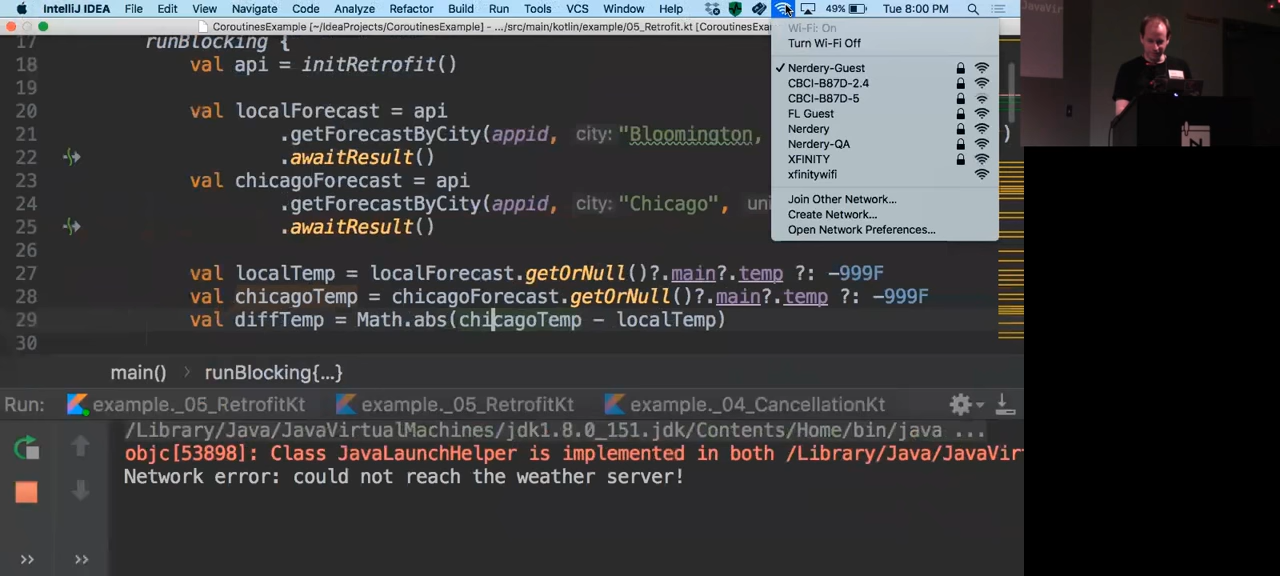 IntelliJ IDEA File Edit View Navigate Code Analyze Refactor Build Run Tools VCS Window Help 49% Tue 8:00 PM
CoroutinesExample [~/IdeaProjects/CoroutinesExample] - .../src/main/kotlin/example/05_Retrofit.kt [CoroutinesExam
Wi-Fi: On
Turn Wi-Fi Off
Nerdery-Guest
CBCI-B87D-2.4
CBCI-B87D-5
FL Guest
Nerdery
Nerdery-QA
XFINITY
xfinitywifi
Join Other Network...
Create Network...
Open Network Preferences...
17 runBlocking {
18 val api = initRetrofit()
19
20 val localForecast = api
21 .getForecastByCity(appid, city: "Bloomington, )
22 .awaitResult()
23 val chicagoForecast = api
24 .getForecastByCity(appid, city: "Chicago", uni
25 .awaitResult()
26
27 val localTemp = localForecast.getOrNull()?.main?.temp ?: -999F
28 val chicagoTemp = chicagoForecast.getOrNull()?.main?.temp ?: -999F
29 val diffTemp = Math.abs(chicagoTemp - localTemp)
30
main() › runBlocking{...}
Run: example._05_RetrofitKt example._05_RetrofitKt example._04_CancellationKt
/Library/Java/JavaVirtualMachines/jdk1.8.0_151.jdk/Contents/Home/bin/java ...
objc[53898]: Class JavaLaunchHelper is implemented in both /Library/Java/JavaVir
Network error: could not reach the weather server!